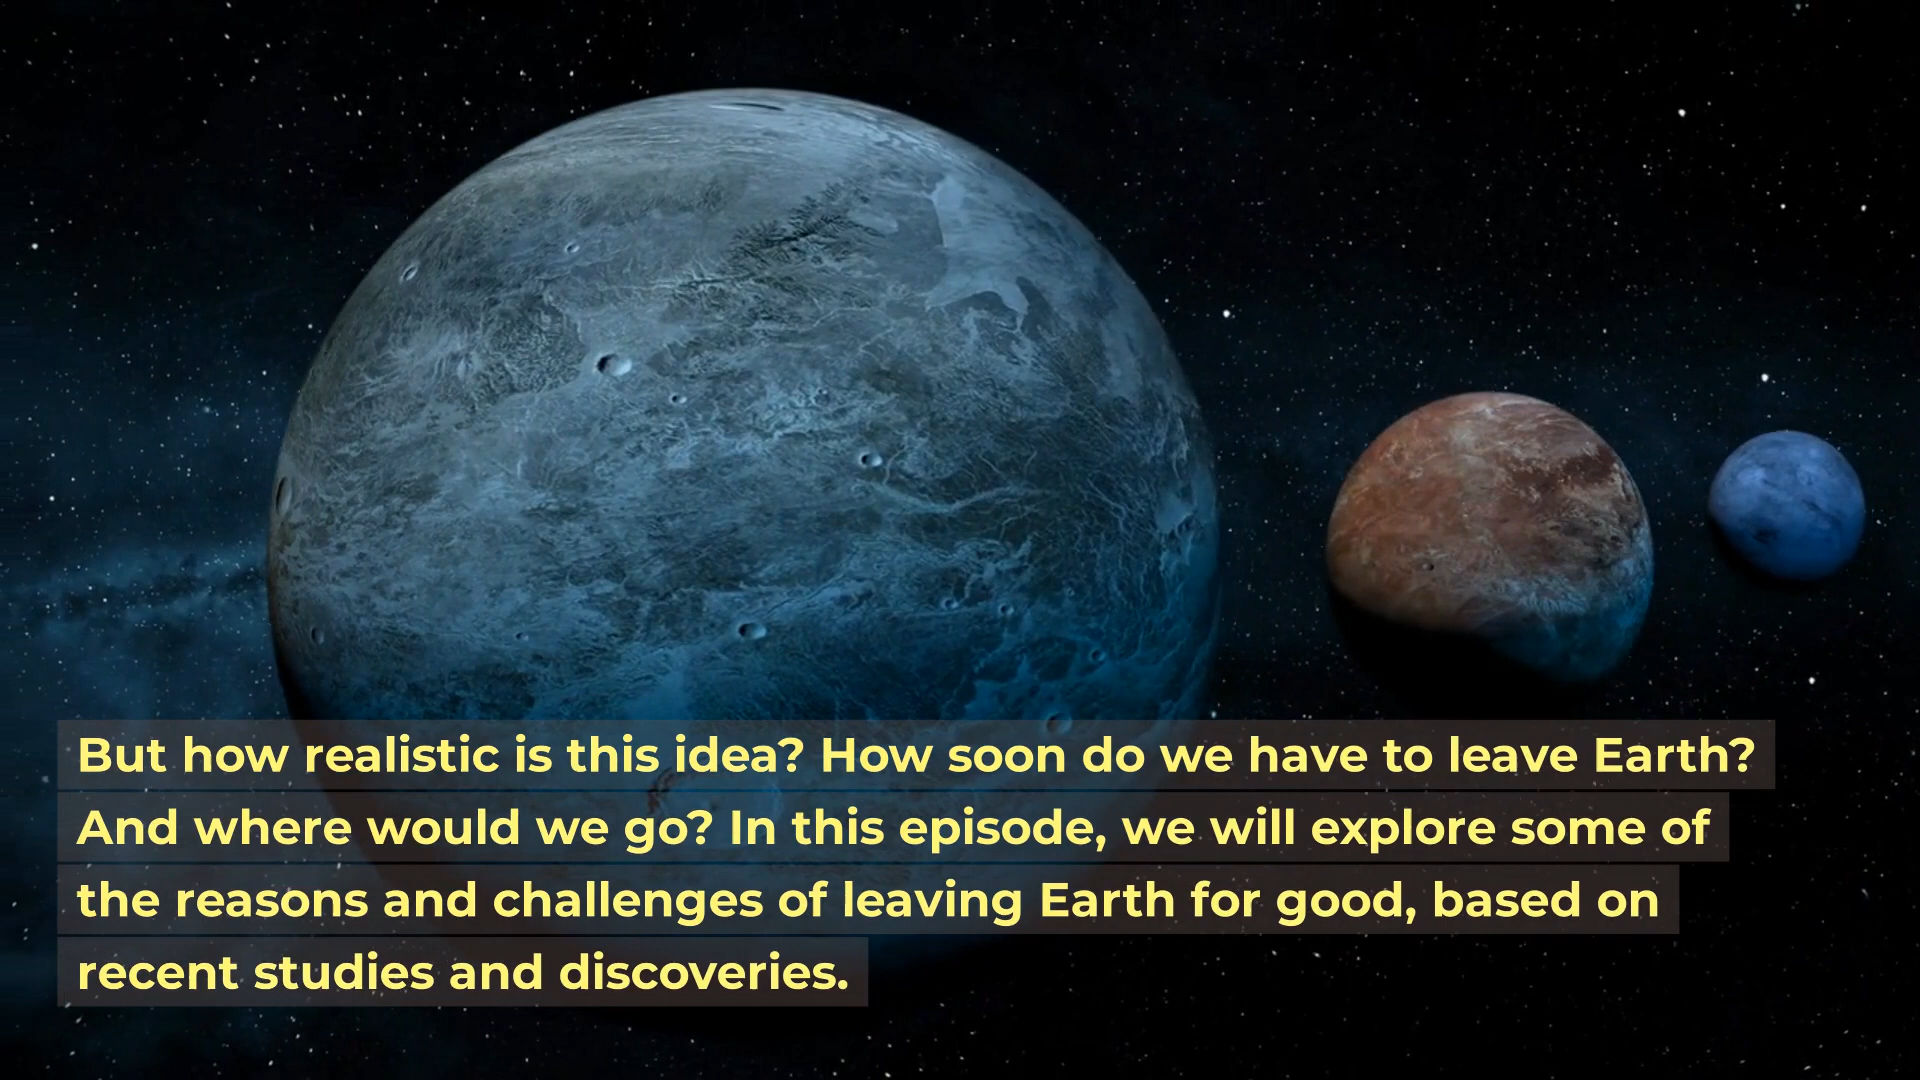 But how realistic is this idea? How soon do we have to leave Earth?
And where would we go? In this episode, we will explore some of
the reasons and challenges of leaving Earth for good, based on
recent studies and discoveries.